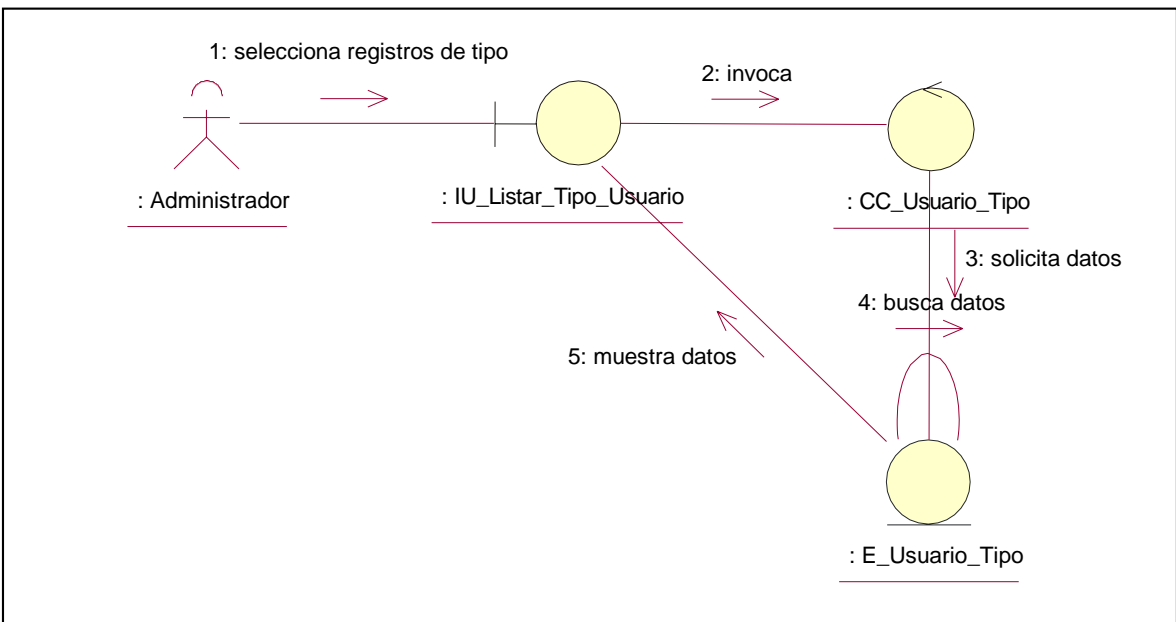 1: selecciona registros de tipo
2: invoca
: Administrador
: IU_Listar_Tipo_Usuario
: CC_Usuario_Tipo
3: solicita datos
4: busca datos
5: muestra datos
: E_Usuario_Tipo